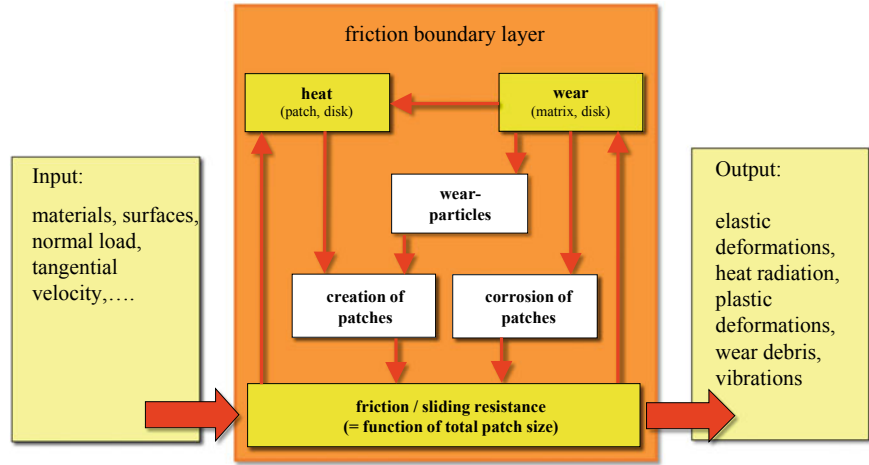 friction boundary layer
heat
(patch, disk)
wear
(matrix, disk)
Input:
materials, surfaces,
normal load,
tangential
velocity,....
wear-
particles
creation of
patches
corrosion of
patches
friction / sliding resistance
(= function of total patch size)
Output:
elastic
deformations,
heat radiation,
plastic
deformations,
wear debris,
vibrations